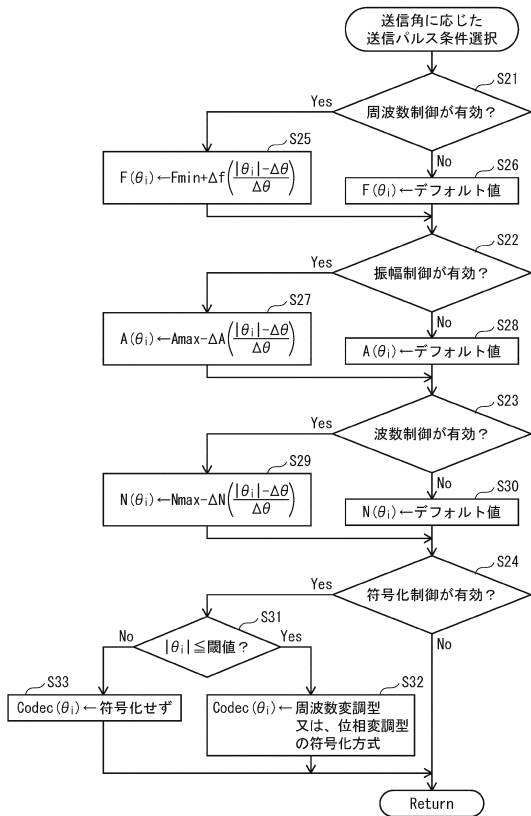 送信角に応じた
送信パルス条件選択
S21
周波数制御が有効？
Yes
No
S25
F(θi)←Fmin+Δf(|θi|-Δθ/Δθ)
S26
F(θi)←デフォルト値
S22
振幅制御が有効？
Yes
No
S27
A(θi)←Amax-ΔA(|θi|-Δθ/Δθ)
S28
A(θi)←デフォルト値
S23
波数制御が有効？
Yes
No
S29
N(θi)←Nmax-ΔN(|θi|-Δθ/Δθ)
S30
N(θi)←デフォルト値
S24
符号化制御が有効？
Yes
No
S31
|θi|≦閾値？
No
Yes
S33
Codec(θi)←符号化せず
S32
Codec(θi)←周波数変調型
又は、位相変調型
の符号化方式
Return